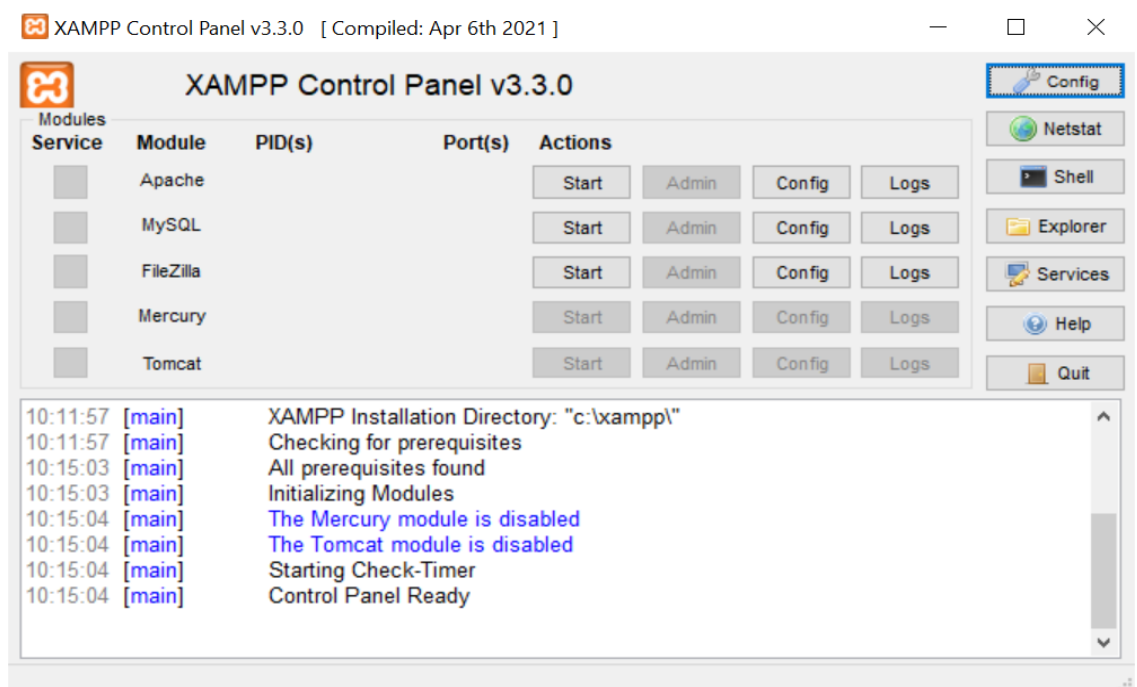 XAMPP Control Panel v3.3.0 [ Compiled: Apr 6th 2021 ]
XAMPP Control Panel v3.3.0
Config
Modules
Netstat
Service Module PID(s) Port(s) Actions
Apache Start Admin Config Logs
Shell
MySQL Start Admin Config Logs
Explorer
FileZilla Start Admin Config Logs
Services
Mercury Start Admin Config Logs
Help
Tomcat Start Admin Config Logs
Quit
10:11:57 [main] XAMPP Installation Directory: "c:\xampp\"
10:11:57 [main] Checking for prerequisites
10:15:03 [main] All prerequisites found
10:15:03 [main] Initializing Modules
10:15:04 [main] The Mercury module is disabled
10:15:04 [main] The Tomcat module is disabled
10:15:04 [main] Starting Check-Timer
10:15:04 [main] Control Panel Ready